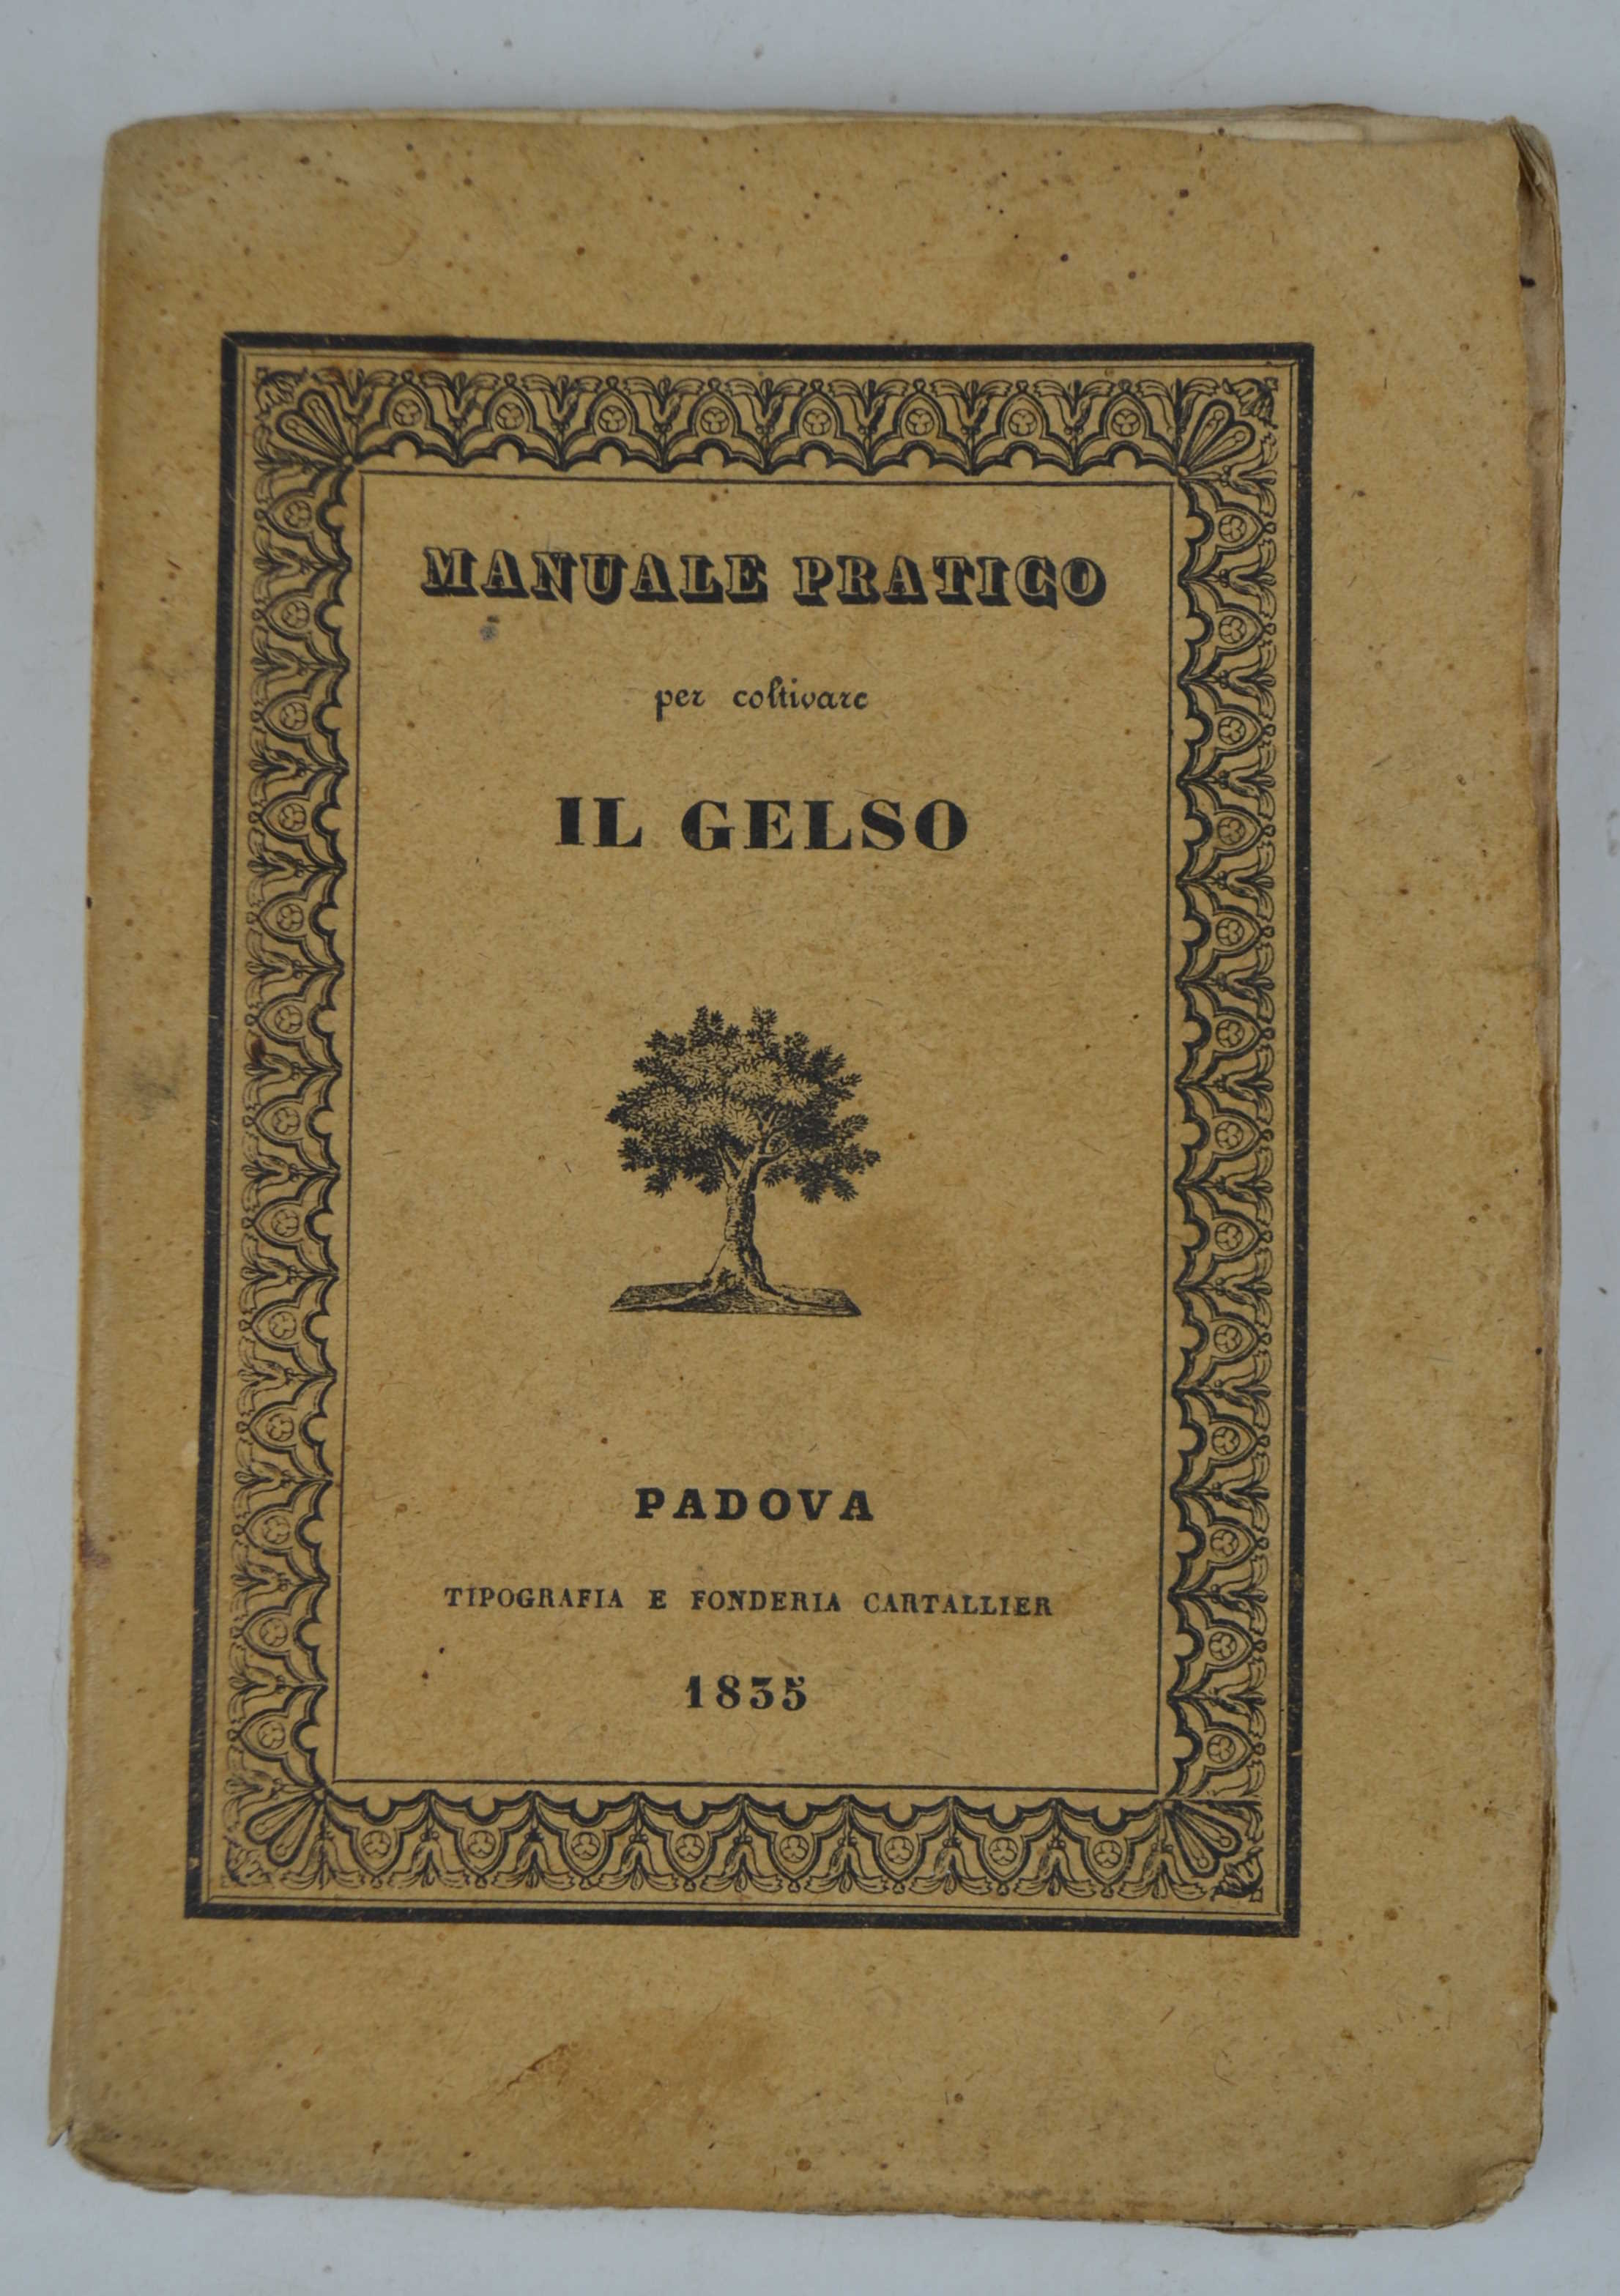 MANUALE PRATICO
per coltivare
IL GELSO
PADOVA
TIPOGRAFIA E FONDERIA CARTALLIER
1835